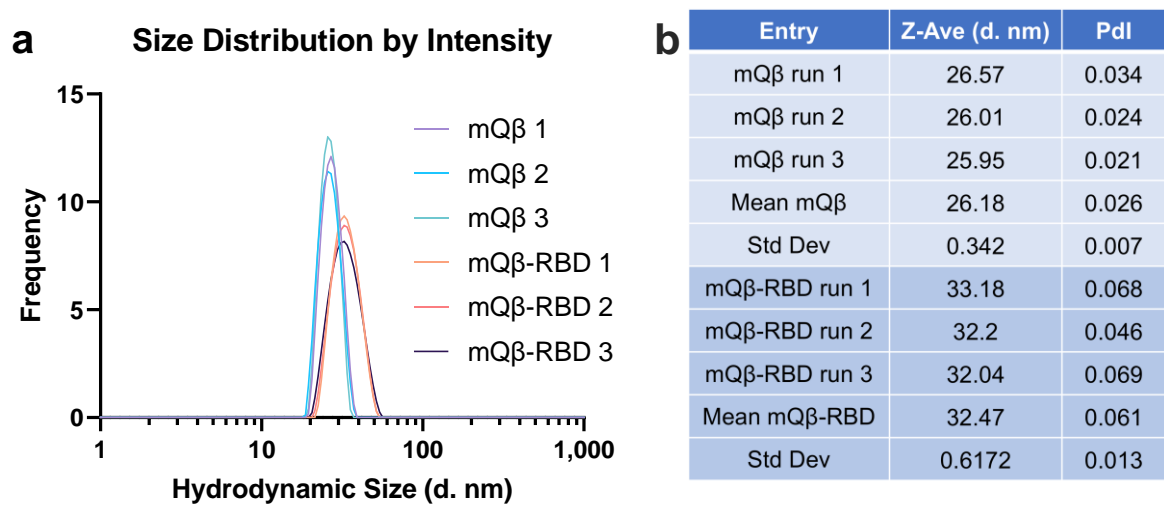 a
Size Distribution by Intensity
15
10
5
0
Frequency
1
10
100
1,000
Hydrodynamic Size (d. nm)
mQβ 1
mQβ 2
mQβ 3
mQβ-RBD 1
mQβ-RBD 2
mQβ-RBD 3
b
Entry Z-Ave (d. nm) PdI
mQβ run 1 26.57 0.034
mQβ run 2 26.01 0.024
mQβ run 3 25.95 0.021
Mean mQβ 26.18 0.026
Std Dev 0.342 0.007
mQβ-RBD run 1 33.18 0.068
mQβ-RBD run 2 32.2 0.046
mQβ-RBD run 3 32.04 0.069
Mean mQβ-RBD 32.47 0.061
Std Dev 0.6172 0.013